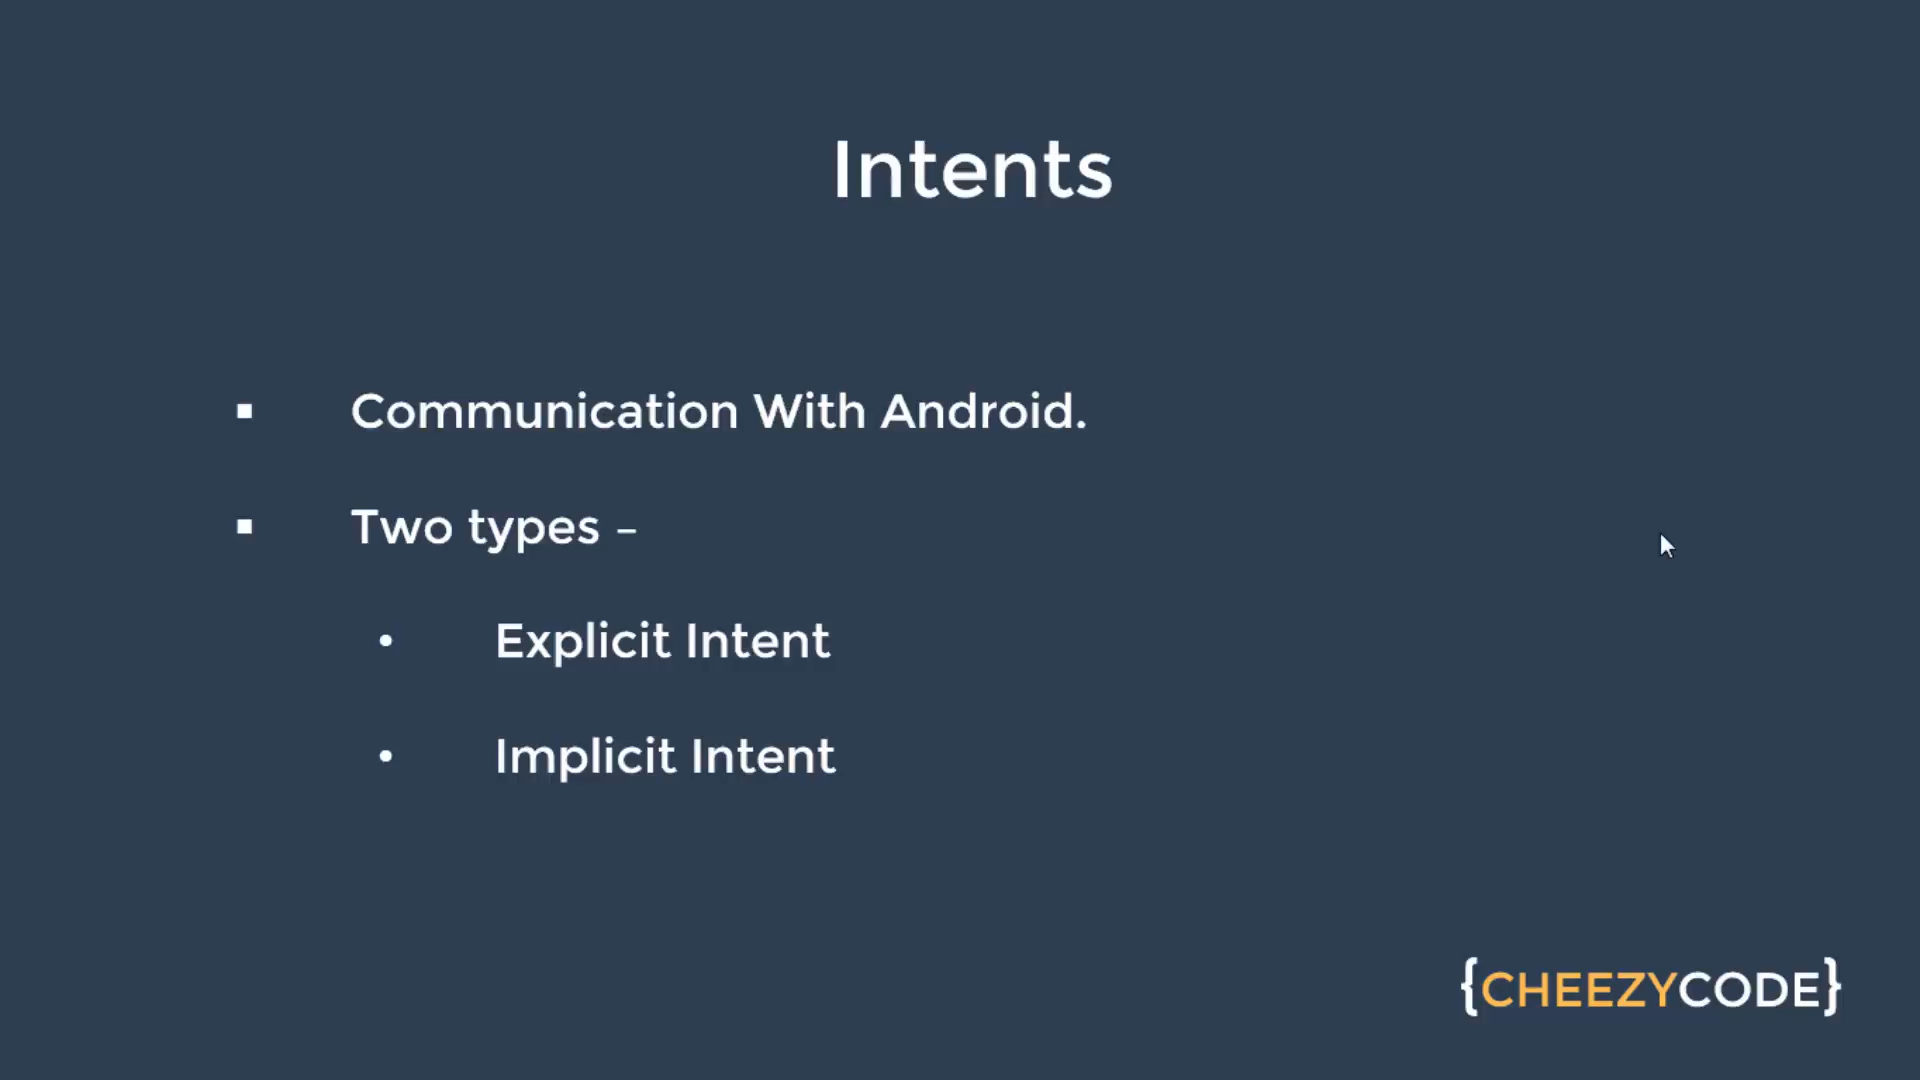 Intents
▪ Communication With Android.
▪ Two types –
• Explicit Intent
• Implicit Intent
{CHEEZYCODE}